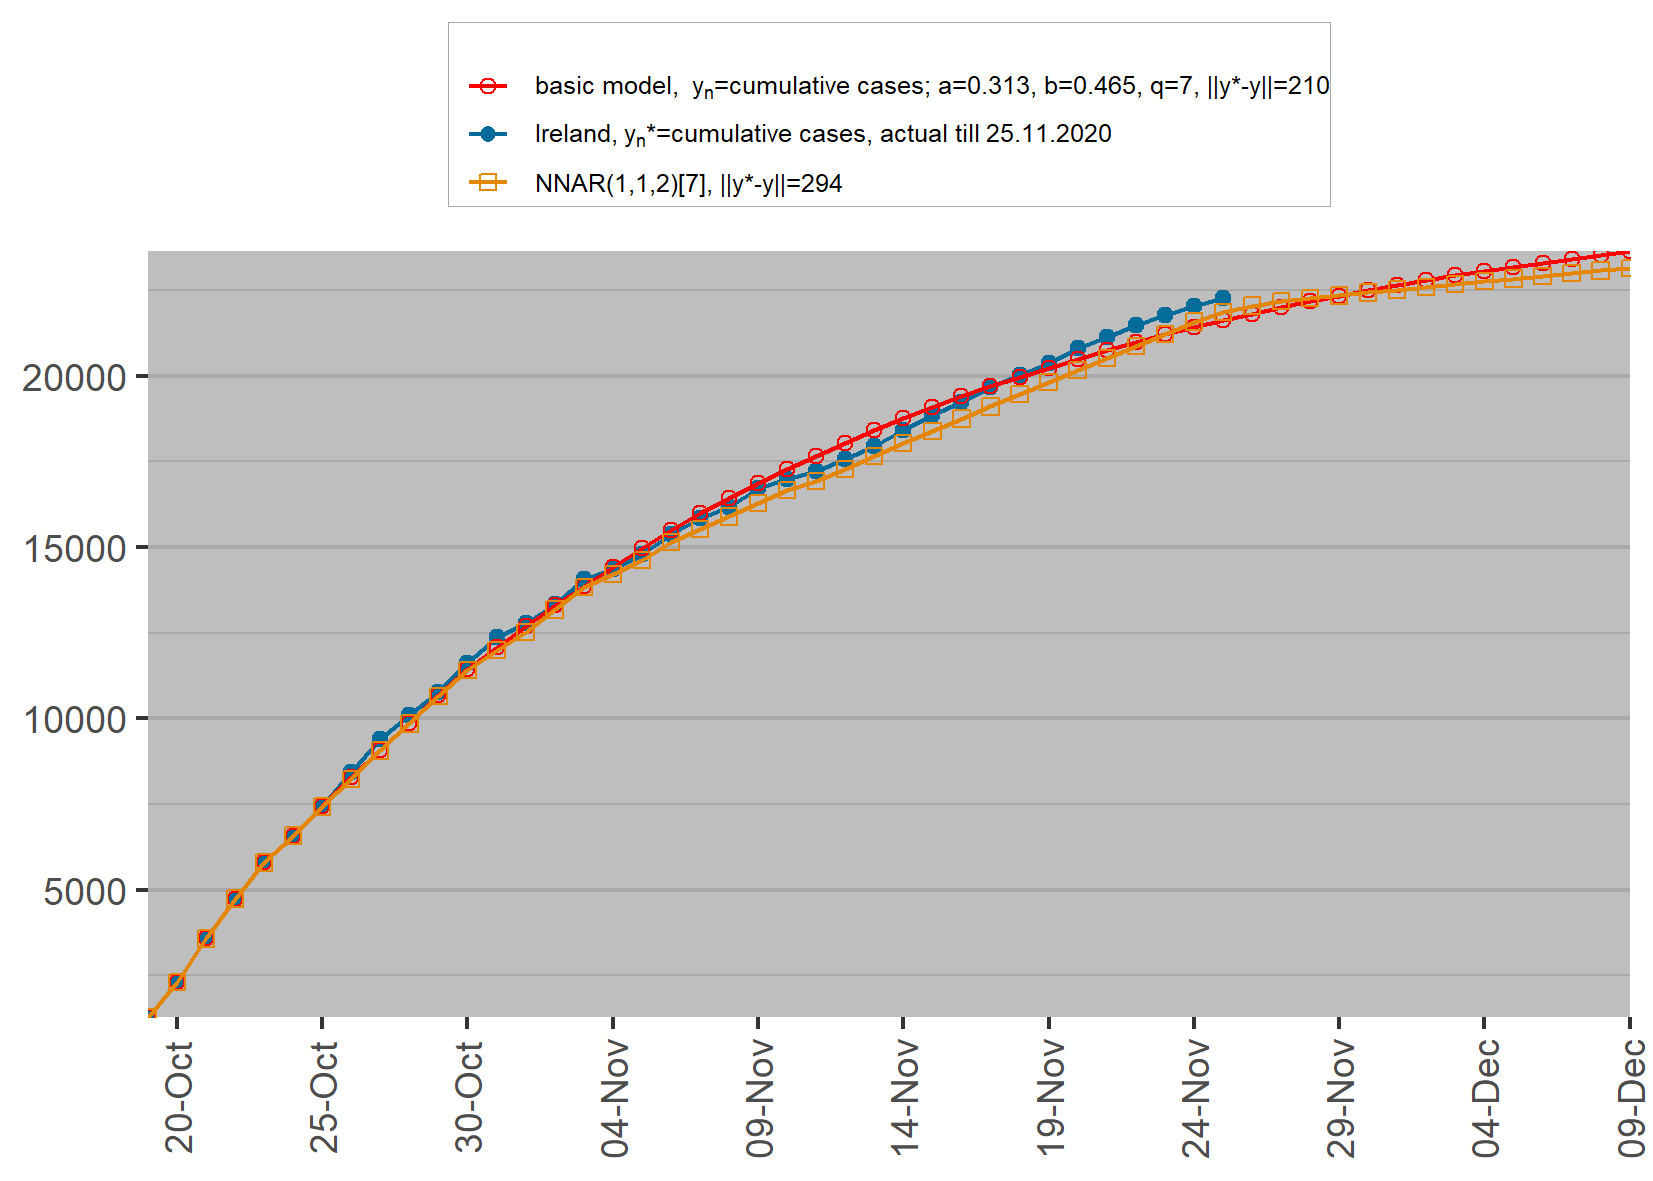 basic model,  yn=cumulative cases; a=0.313, b=0.465, q=7, ||y*-y||=210
Ireland, yn*=cumulative cases, actual till 25.11.2020
NNAR(1,1,2)[7], ||y*-y||=294
20000
15000
10000
5000
20-Oct
25-Oct
30-Oct
04-Nov
09-Nov
14-Nov
19-Nov
24-Nov
29-Nov
04-Dec
09-Dec